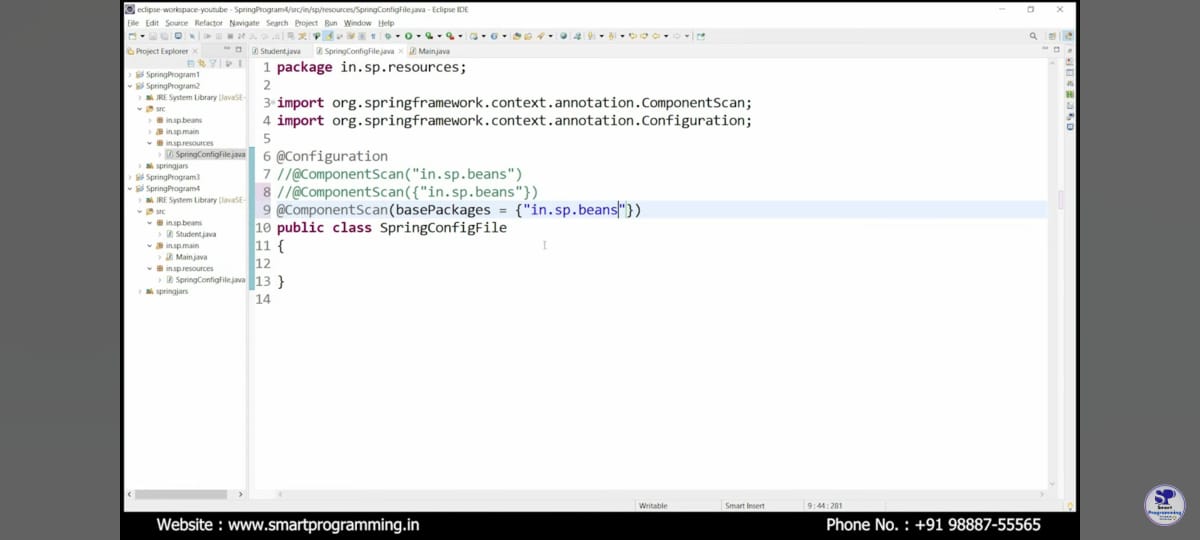 eclipse-workspace-youtube - SpringProgram4/src/in/sp/resources/SpringConfigFile.java - Eclipse IDE
File Edit Source Refactor Navigate Search Project Run Window Help
Project Explorer
Student.java SpringConfigFile.java Main.java
SpringProgram1
SpringProgram2
JRE System Library [JavaSE-
src
in.sp.beans
in.sp.main
in.sp.resources
SpringConfigFile.java
springjars
SpringProgram3
SpringProgram4
JRE System Library [JavaSE-
src
in.sp.beans
Student.java
in.sp.main
Main.java
in.sp.resources
SpringConfigFile.java
springjars
1 package in.sp.resources;
2
3 import org.springframework.context.annotation.ComponentScan;
4 import org.springframework.context.annotation.Configuration;
5
6 @Configuration
7 //@ComponentScan("in.sp.beans")
8 //@ComponentScan({"in.sp.beans"})
9 @ComponentScan(basePackages = {"in.sp.beans"})
10 public class SpringConfigFile
11 {
12
13 }
14
Writable Smart Insert 9 : 44 : 281
Website : www.smartprogramming.in
Phone No. : +91 98887-55565
SP
Smart
Programming